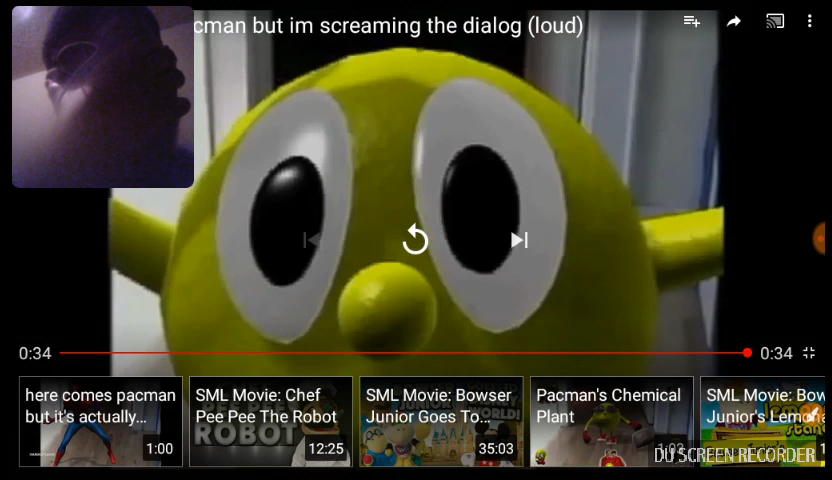 cman but im screaming the dialog (loud)
0:34
0:34
here comes pacman
but it's actually...
1:00
SML Movie: Chef
Pee Pee The Robot
ROBOT
12:25
SML Movie: Bowser
Junior Goes To...
35:03
Pacman's Chemical
Plant
SML Movie: Bow
Junior's Lemona
DU SCREEN RECORDER